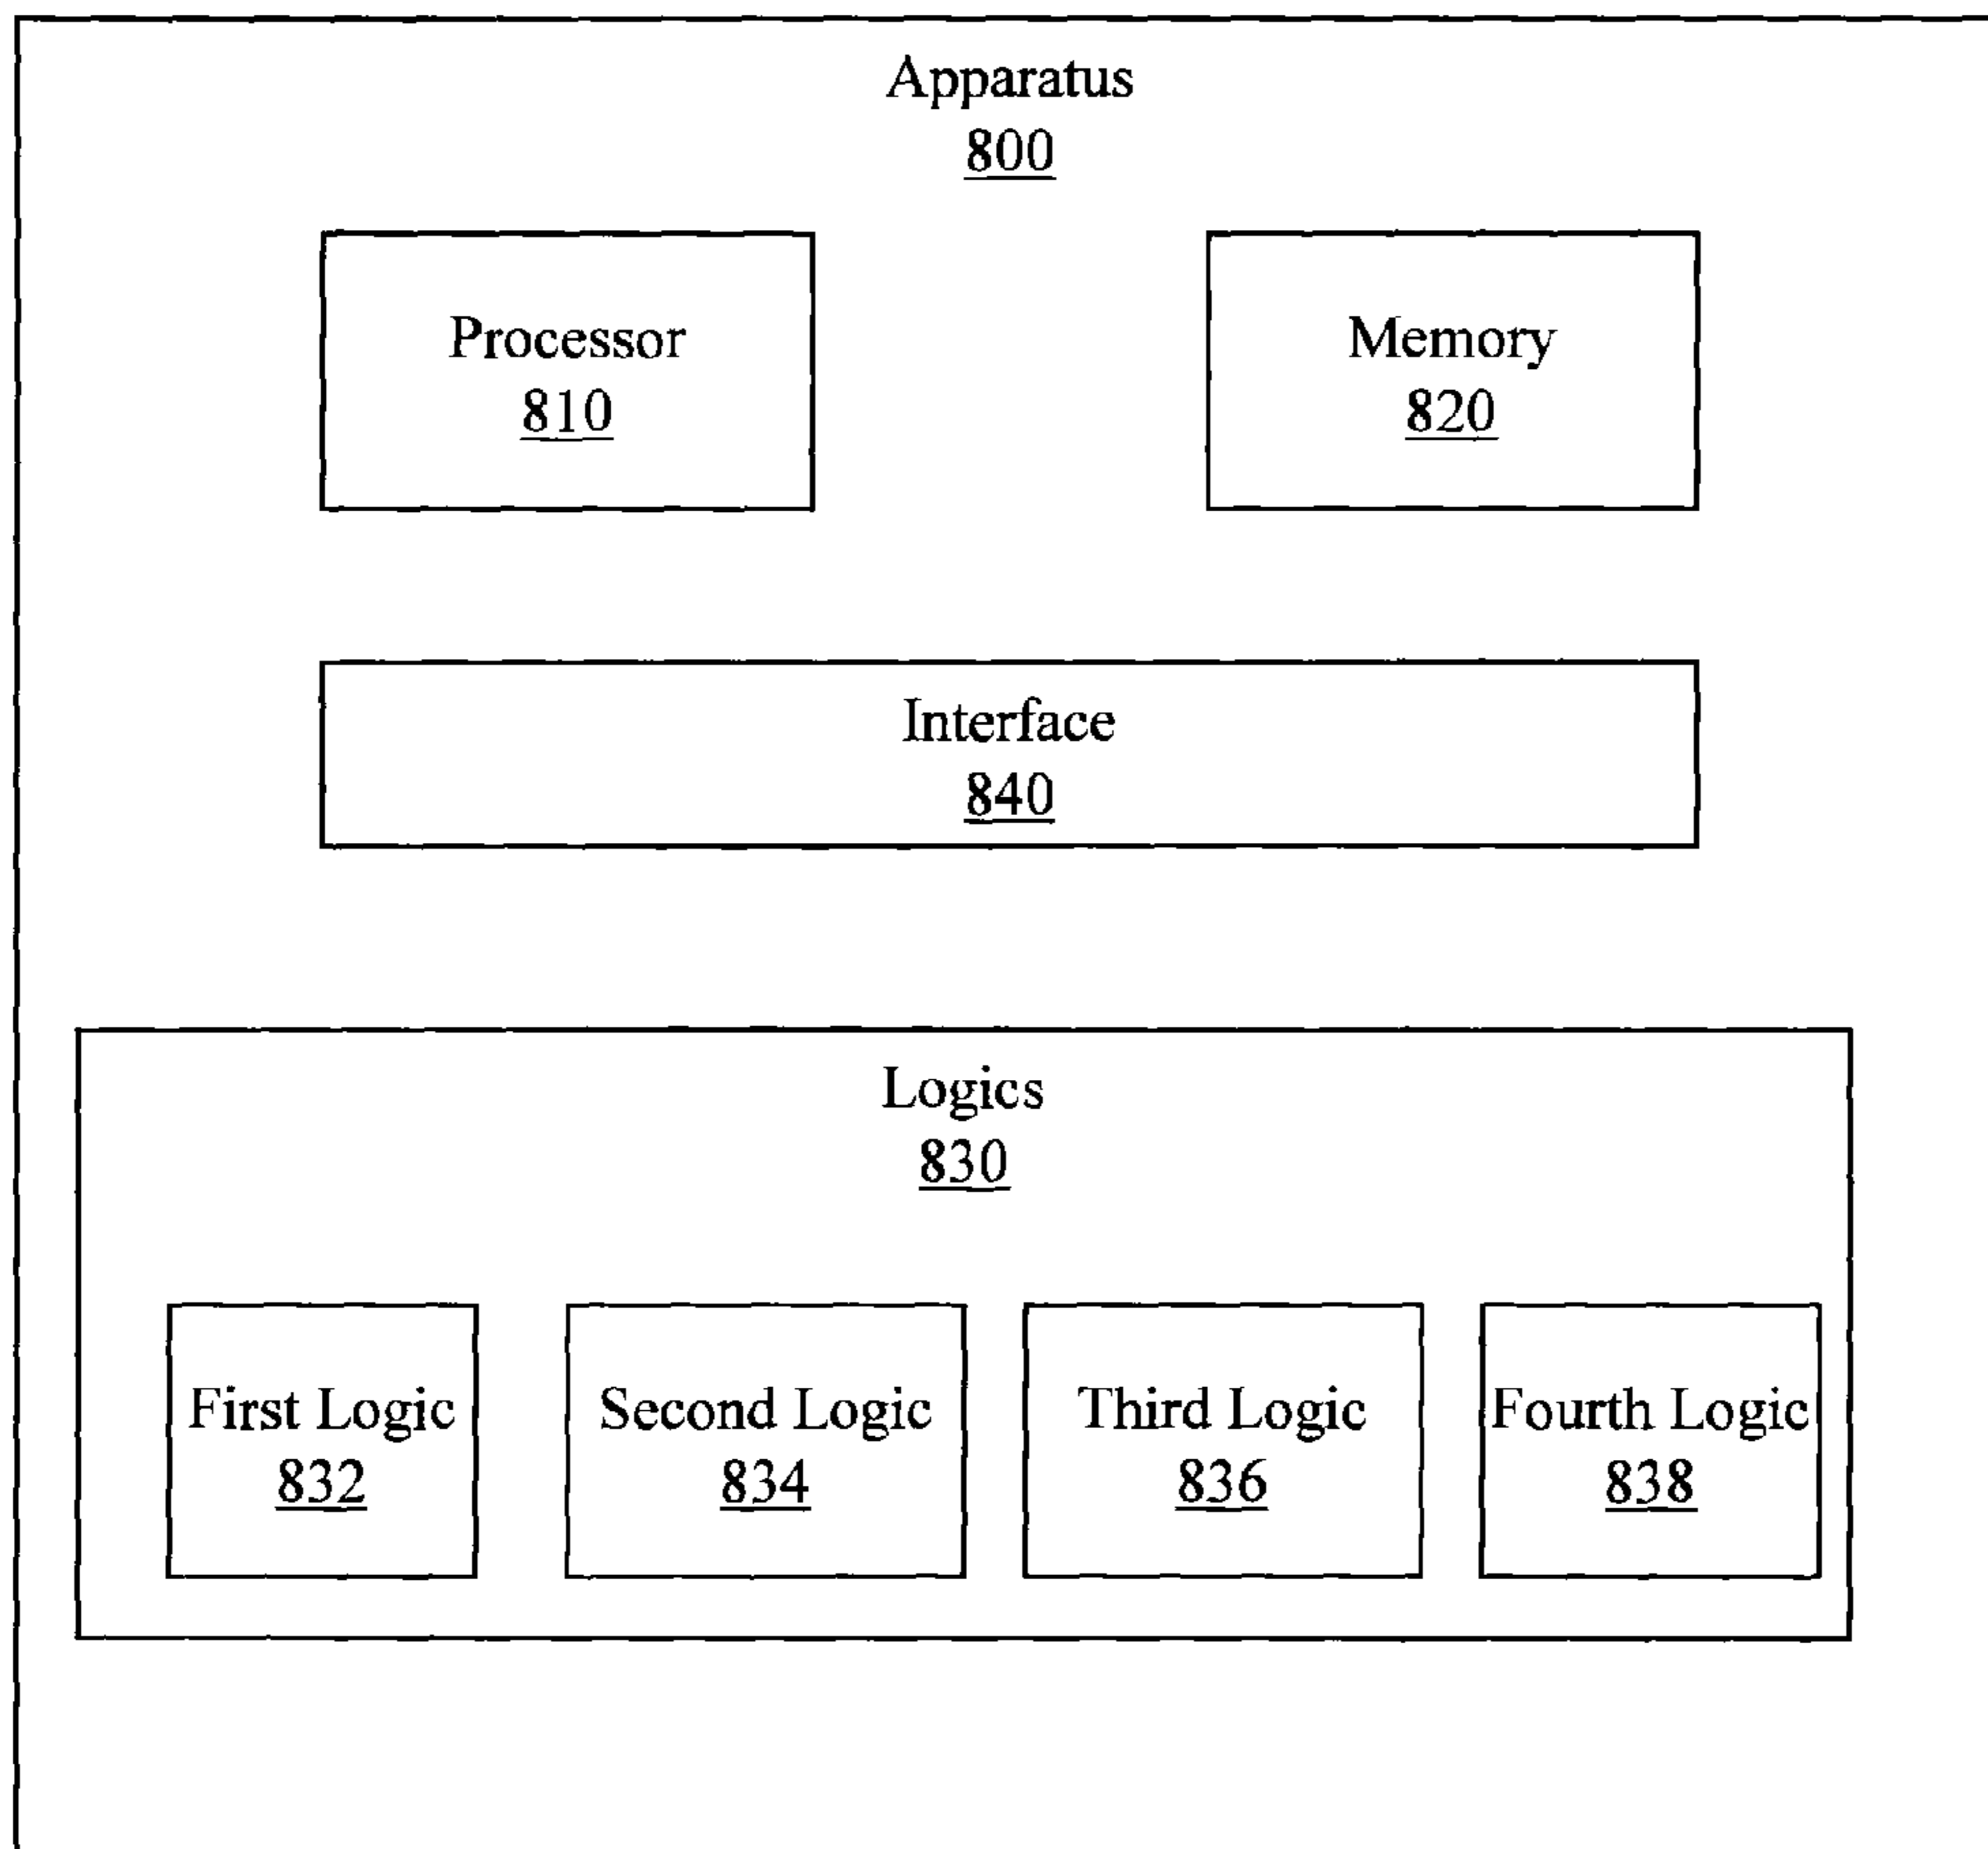 Apparatus
800
Processor
810
Memory
820
Interface
840
Logics
830
First Logic
832
Second Logic
834
Third Logic
836
Fourth Logic
838